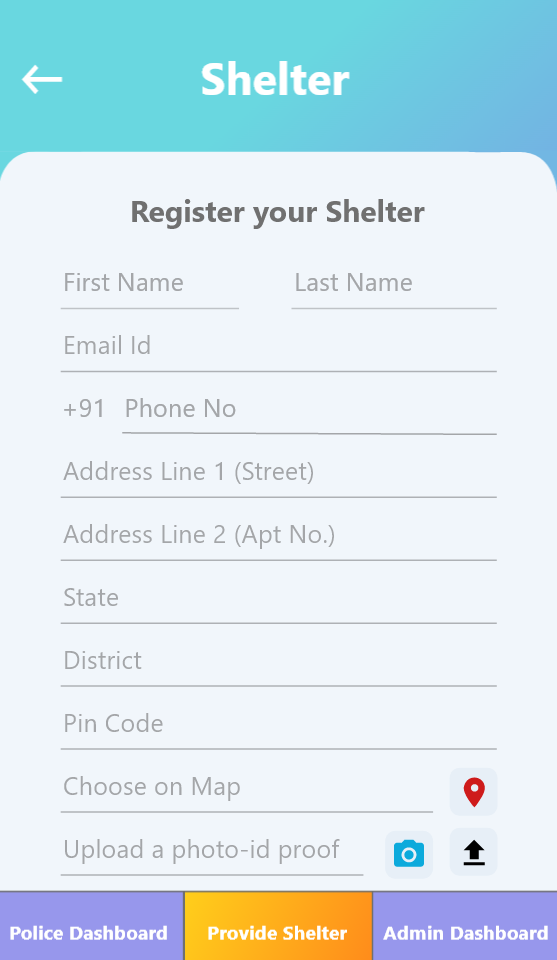 Shelter
Register your Shelter
First Name Last Name
Email Id
+91 Phone No
Address Line 1 (Street)
Address Line 2 (Apt No.)
State
District
Pin Code
Choose on Map
Upload a photo-id proof
Police Dashboard Provide Shelter Admin Dashboard